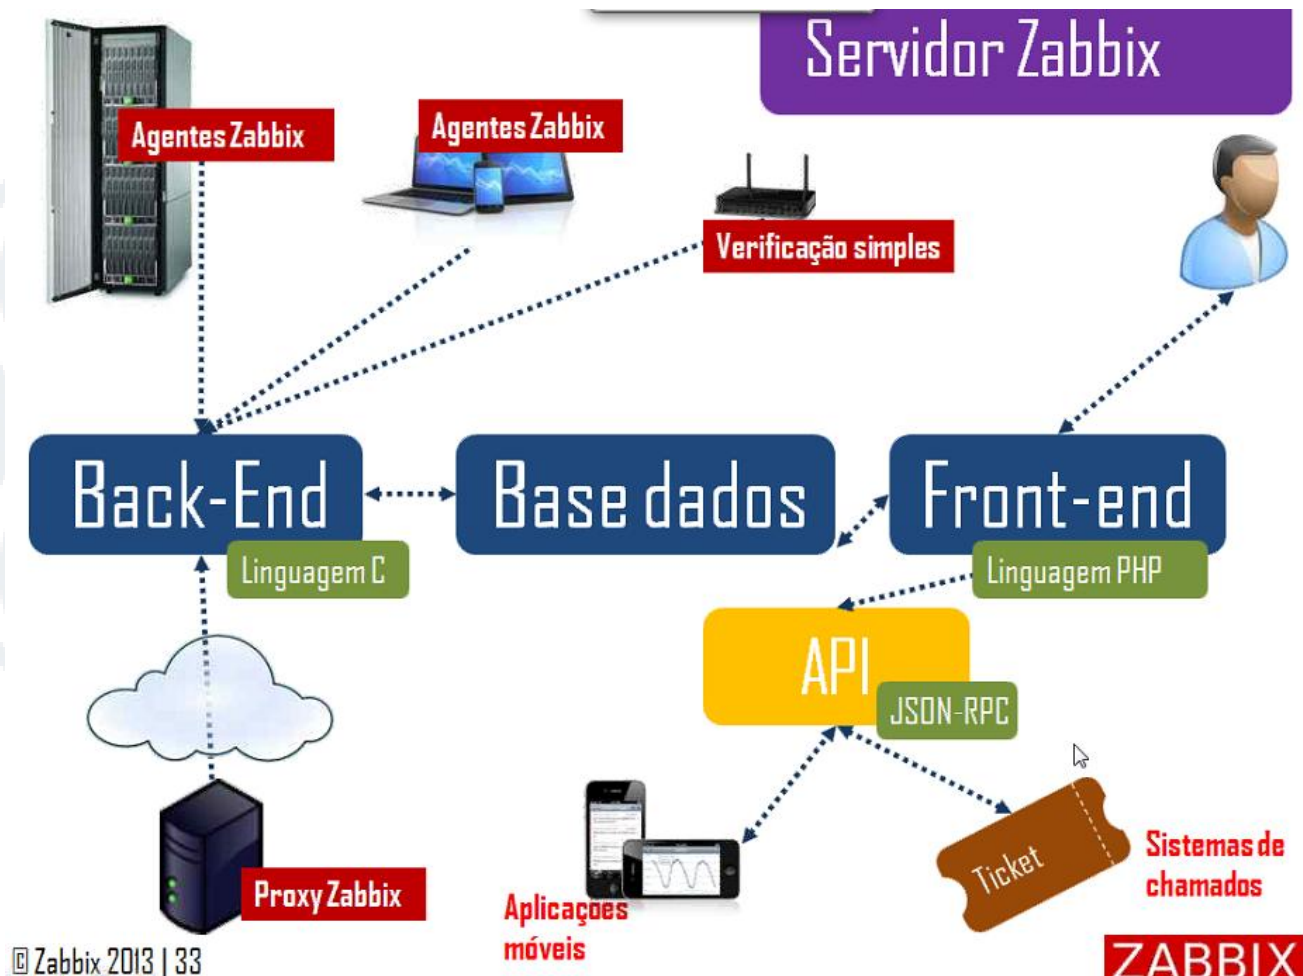 Servidor Zabbix
Agentes Zabbix
Agentes Zabbix
Verificação simples
Back-End
Linguagem C
Base dados
Front-end
Linguagem PHP
API
JSON-RPC
Proxy Zabbix
Aplicações
móveis
Ticket
Sistemas de
chamados
© Zabbix 2013 | 33
ZABBIX